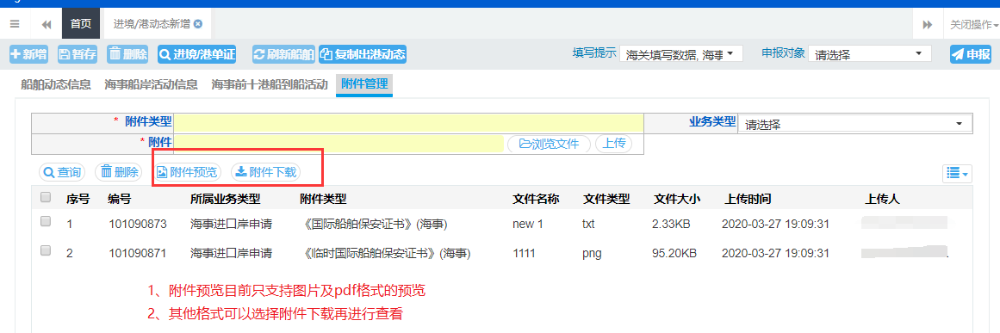 首页 进境/港动态新增 关闭操作
新增 暂存 删除 进境/港单证 刷新船舶 复制出港动态 填写提示 海关填写数据, 海事 申报对象 请选择 申报
船舶动态信息 海事船岸活动信息 海事前十港船到船活动 附件管理
* 附件类型 业务类型 请选择
* 附件 浏览文件 上传
查询 删除 附件预览 附件下载
序号 编号 所属业务类型 附件类型 文件名称 文件类型 文件大小 上传时间 上传人
1 101090873 海事进口岸申请 《国际船舶保安证书》(海事) new 1 txt 2.33KB 2020-03-27 19:09:31
2 101090871 海事进口岸申请 《临时国际船舶保安证书》(海事) 1111 png 95.20KB 2020-03-27 19:09:31
1、附件预览目前只支持图片及pdf格式的预览
2、其他格式可以选择附件下载再进行查看